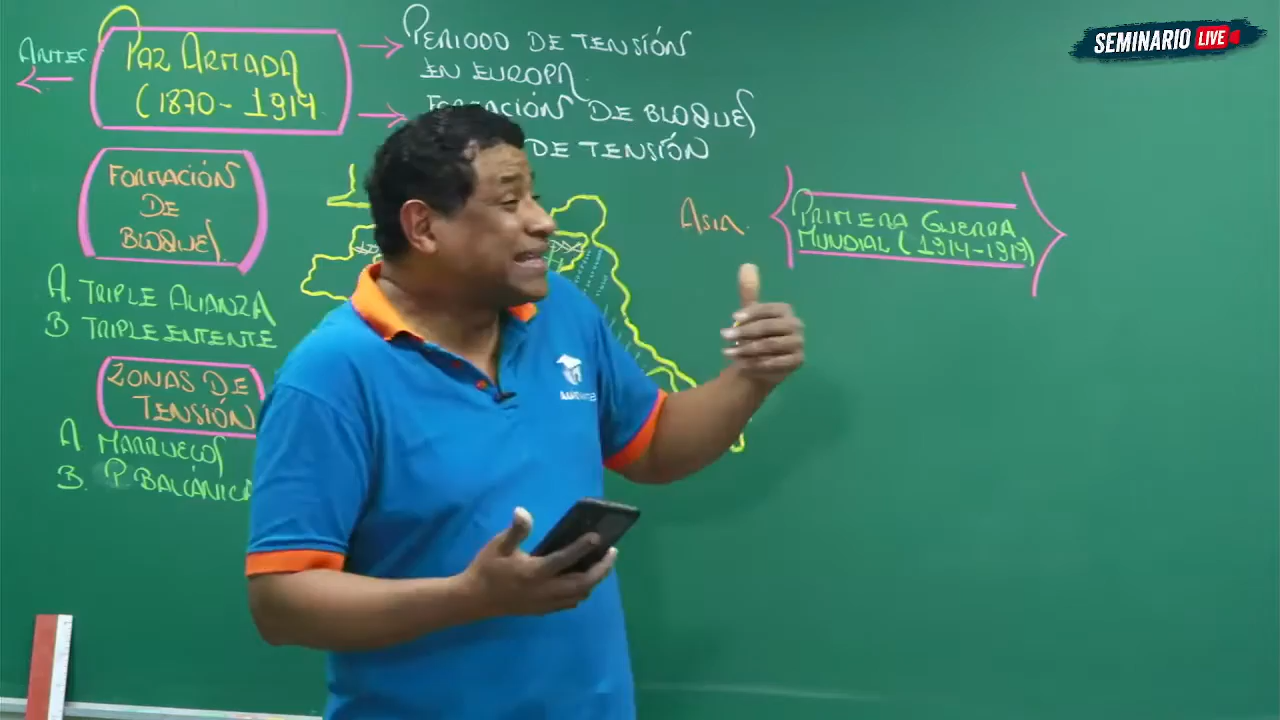 ANTES
PAZ ARMADA
(1870-1914
PERIODO DE TENSIÓN
EN EUROPA.
FORMACIÓN DE BLOQUES
DE TENSIÓN
FORMACIÓN
DE
BLOQUES
A. TRIPLE ALIANZA
B TRIPLE ENTENTE
ZONAS DE
TENSIÓN
A. MARRUECOS
B. P. BALCÁNICA
ASIA
PRIMERA GUERRA
MUNDIAL (1914-1919)
SEMINARIO LIVE